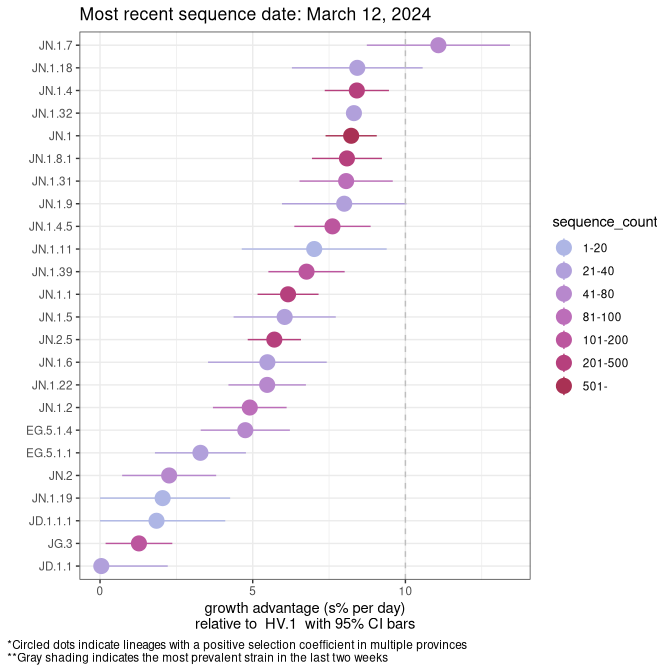 Most recent sequence date: March 12, 2024
JN.1.7
JN.1.18
JN.1.4
JN.1.32
JN.1
JN.1.8.1
JN.1.31
JN.1.9
JN.1.4.5
JN.1.11
JN.1.39
JN.1.1
JN.1.5
JN.2.5
JN.1.6
JN.1.22
JN.1.2
EG.5.1.4
EG.5.1.1
JN.2
JN.1.19
JD.1.1.1
JG.3
JD.1.1
0 5 10
growth advantage (s% per day)
relative to HV.1 with 95% CI bars
sequence_count
1-20
21-40
41-80
81-100
101-200
201-500
501-
*Circled dots indicate lineages with a positive selection coefficient in multiple provinces
**Gray shading indicates the most prevalent strain in the last two weeks